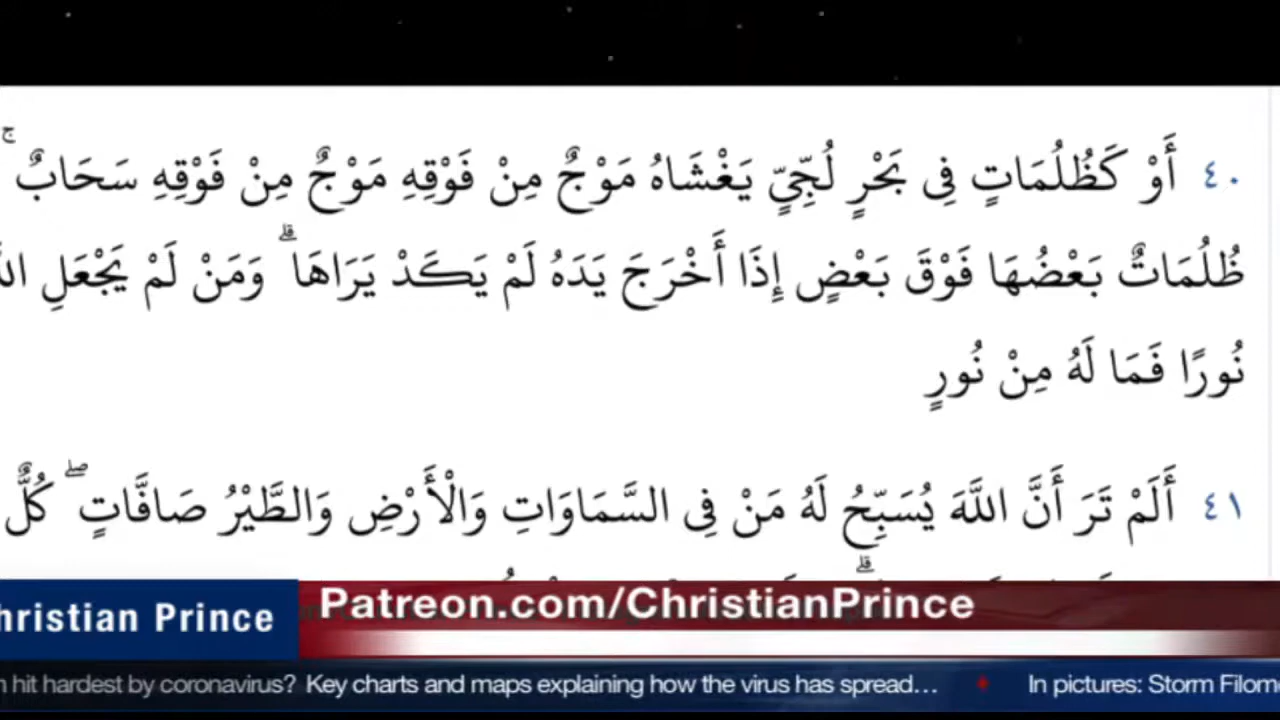 ٤٠ أَوْ كَظُلُمَاتٍ فِى بَحْرٍ لُجِّيٍّ يَغْشَاهُ مَوْجٌ مِنْ فَوْقِهِ مَوْجٌ مِنْ فَوْقِهِ سَحَابٌ ۚ
ظُلُمَاتٌ بَعْضُهَا فَوْقَ بَعْضٍ إِذَا أَخْرَجَ يَدَهُ لَمْ يَكَدْ يَرَاهَا ۗ وَمَنْ لَمْ يَجْعَلِ
نُورًا فَمَا لَهُ مِنْ نُورٍ
٤١ أَلَمْ تَرَ أَنَّ اللَّهَ يُسَبِّحُ لَهُ مَنْ فِى السَّمَاوَاتِ وَالْأَرْضِ وَالطَّيْرُ صَافَّاتٍ ۖ كُلٌّ
Patreon.com/ChristianPrince
hristian Prince
hit hardest by coronavirus? Key charts and maps explaining how the virus has spread... In pictures: Storm Filom